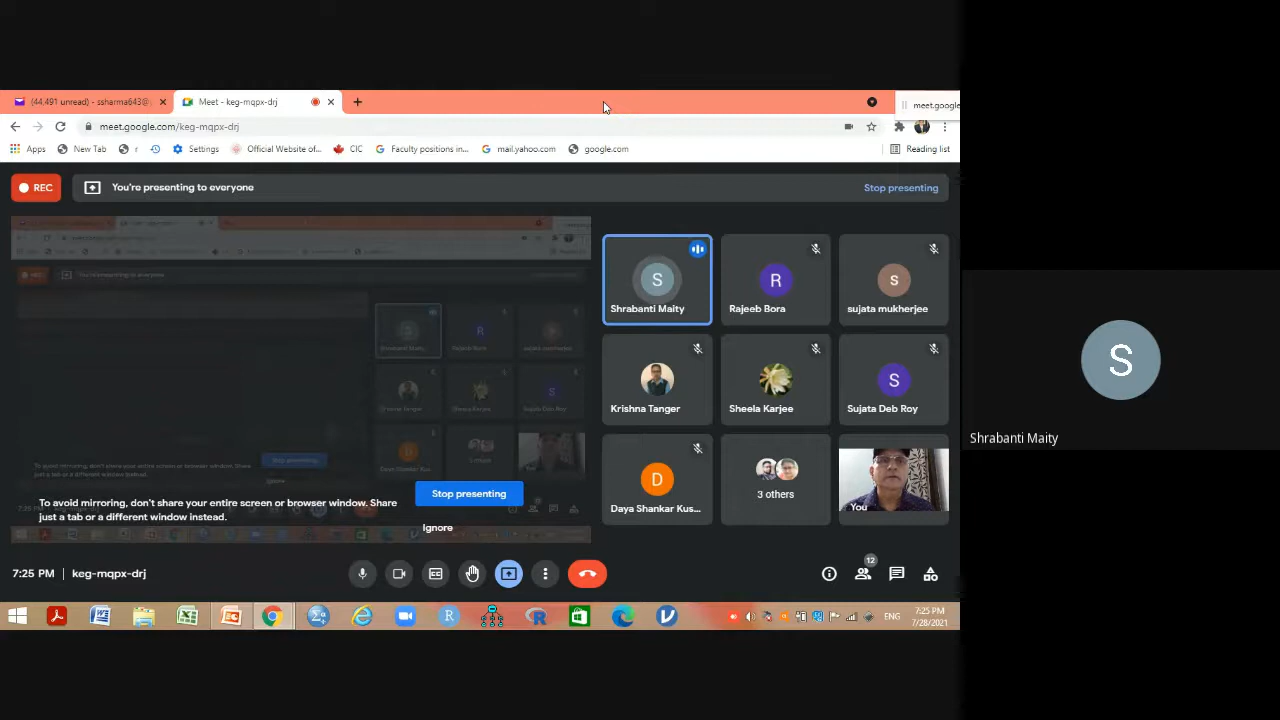 (44,491 unread) - ssharma643@
Meet - keg-mqpx-drj
meet.google
meet.google.com/keg-mqpx-drj
Apps
New Tab
r
Settings
Official Website of...
CIC
Faculty positions in...
mail.yahoo.com
google.com
Reading list
REC
You're presenting to everyone
Stop presenting
S
Shrabanti Maity
R
Rajeeb Bora
s
sujata mukherjee
Krishna Tanger
Sheela Karjee
S
Sujata Deb Roy
D
Daya Shankar Kus...
3 others
You
To avoid mirroring, don't share your entire screen or browser window. Share
just a tab or a different window instead.
Stop presenting
Ignore
7:25 PM | keg-mqpx-drj
12
ENG
7:25 PM
7/28/2021
S
Shrabanti Maity